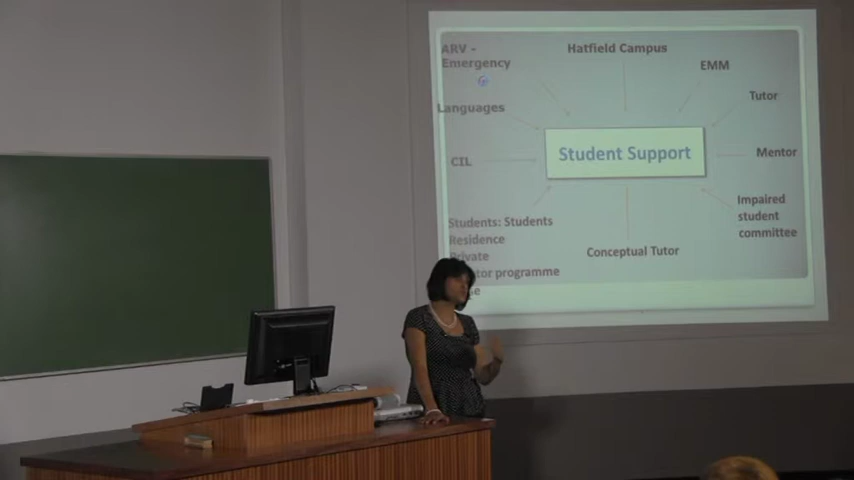 ARV -
Emergency
Hatfield Campus
EMM
Tutor
Languages
Student Support
CIL
Mentor
Impaired
student
committee
Students: Students
Residence
Private
programme
Conceptual Tutor